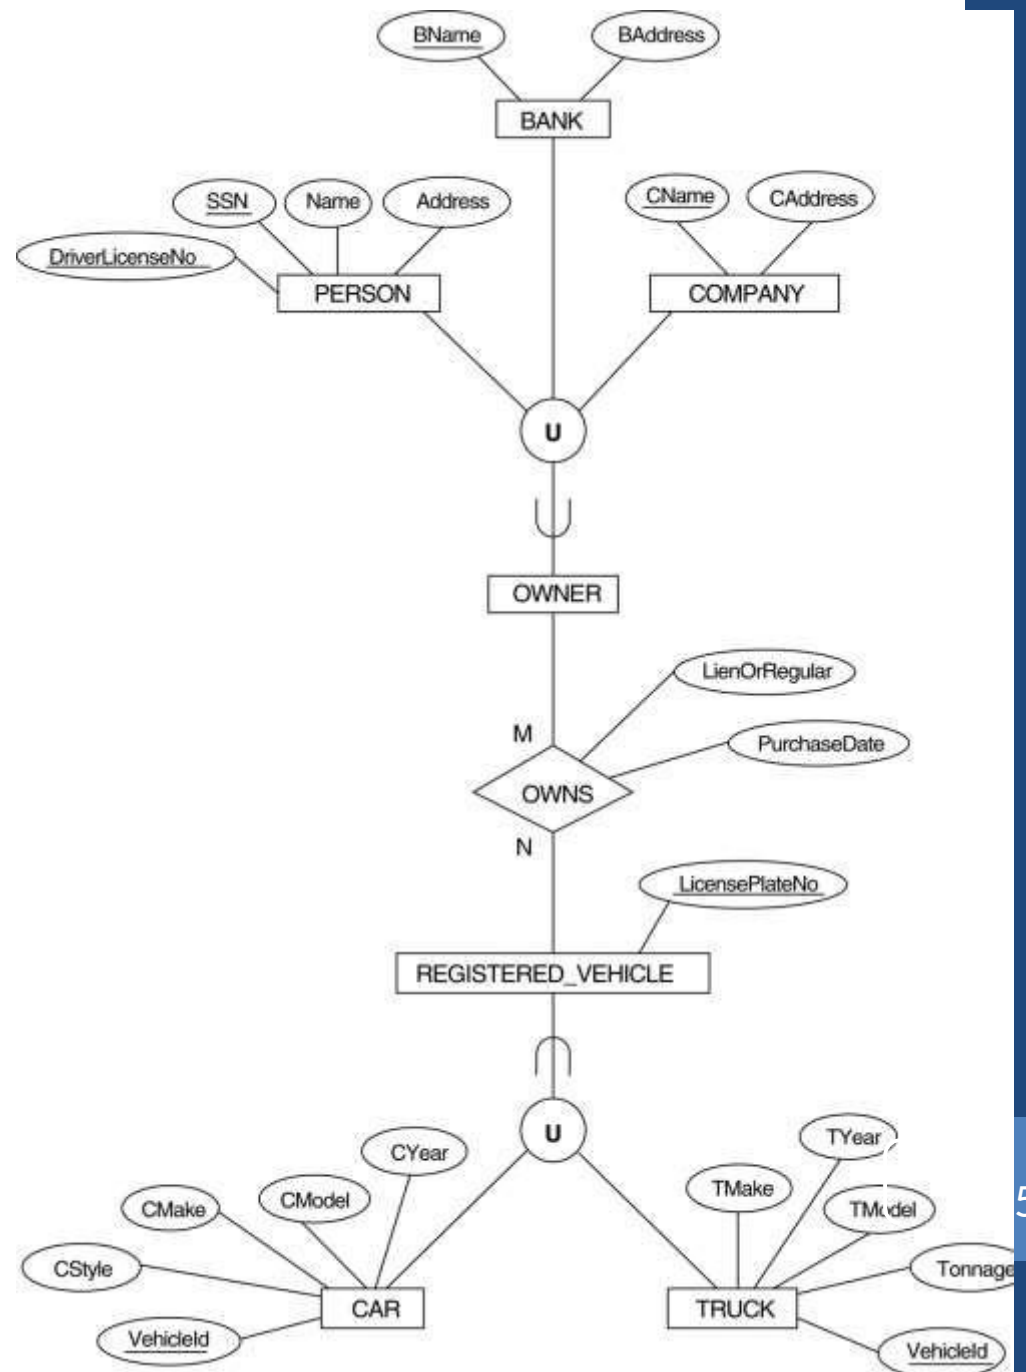 BName
BAddress
BANK
SSN
Name
Address
CName
CAddress
DriverLicenseNo
PERSON
COMPANY
U
OWNER
LienOrRegular
M
PurchaseDate
OWNS
N
LicensePlateNo
REGISTERED_VEHICLE
U
TYear
CYear
TMake
CModel
CMake
TModel
5
CStyle
Tonnage
CAR
TRUCK
VehicleId
VehicleId